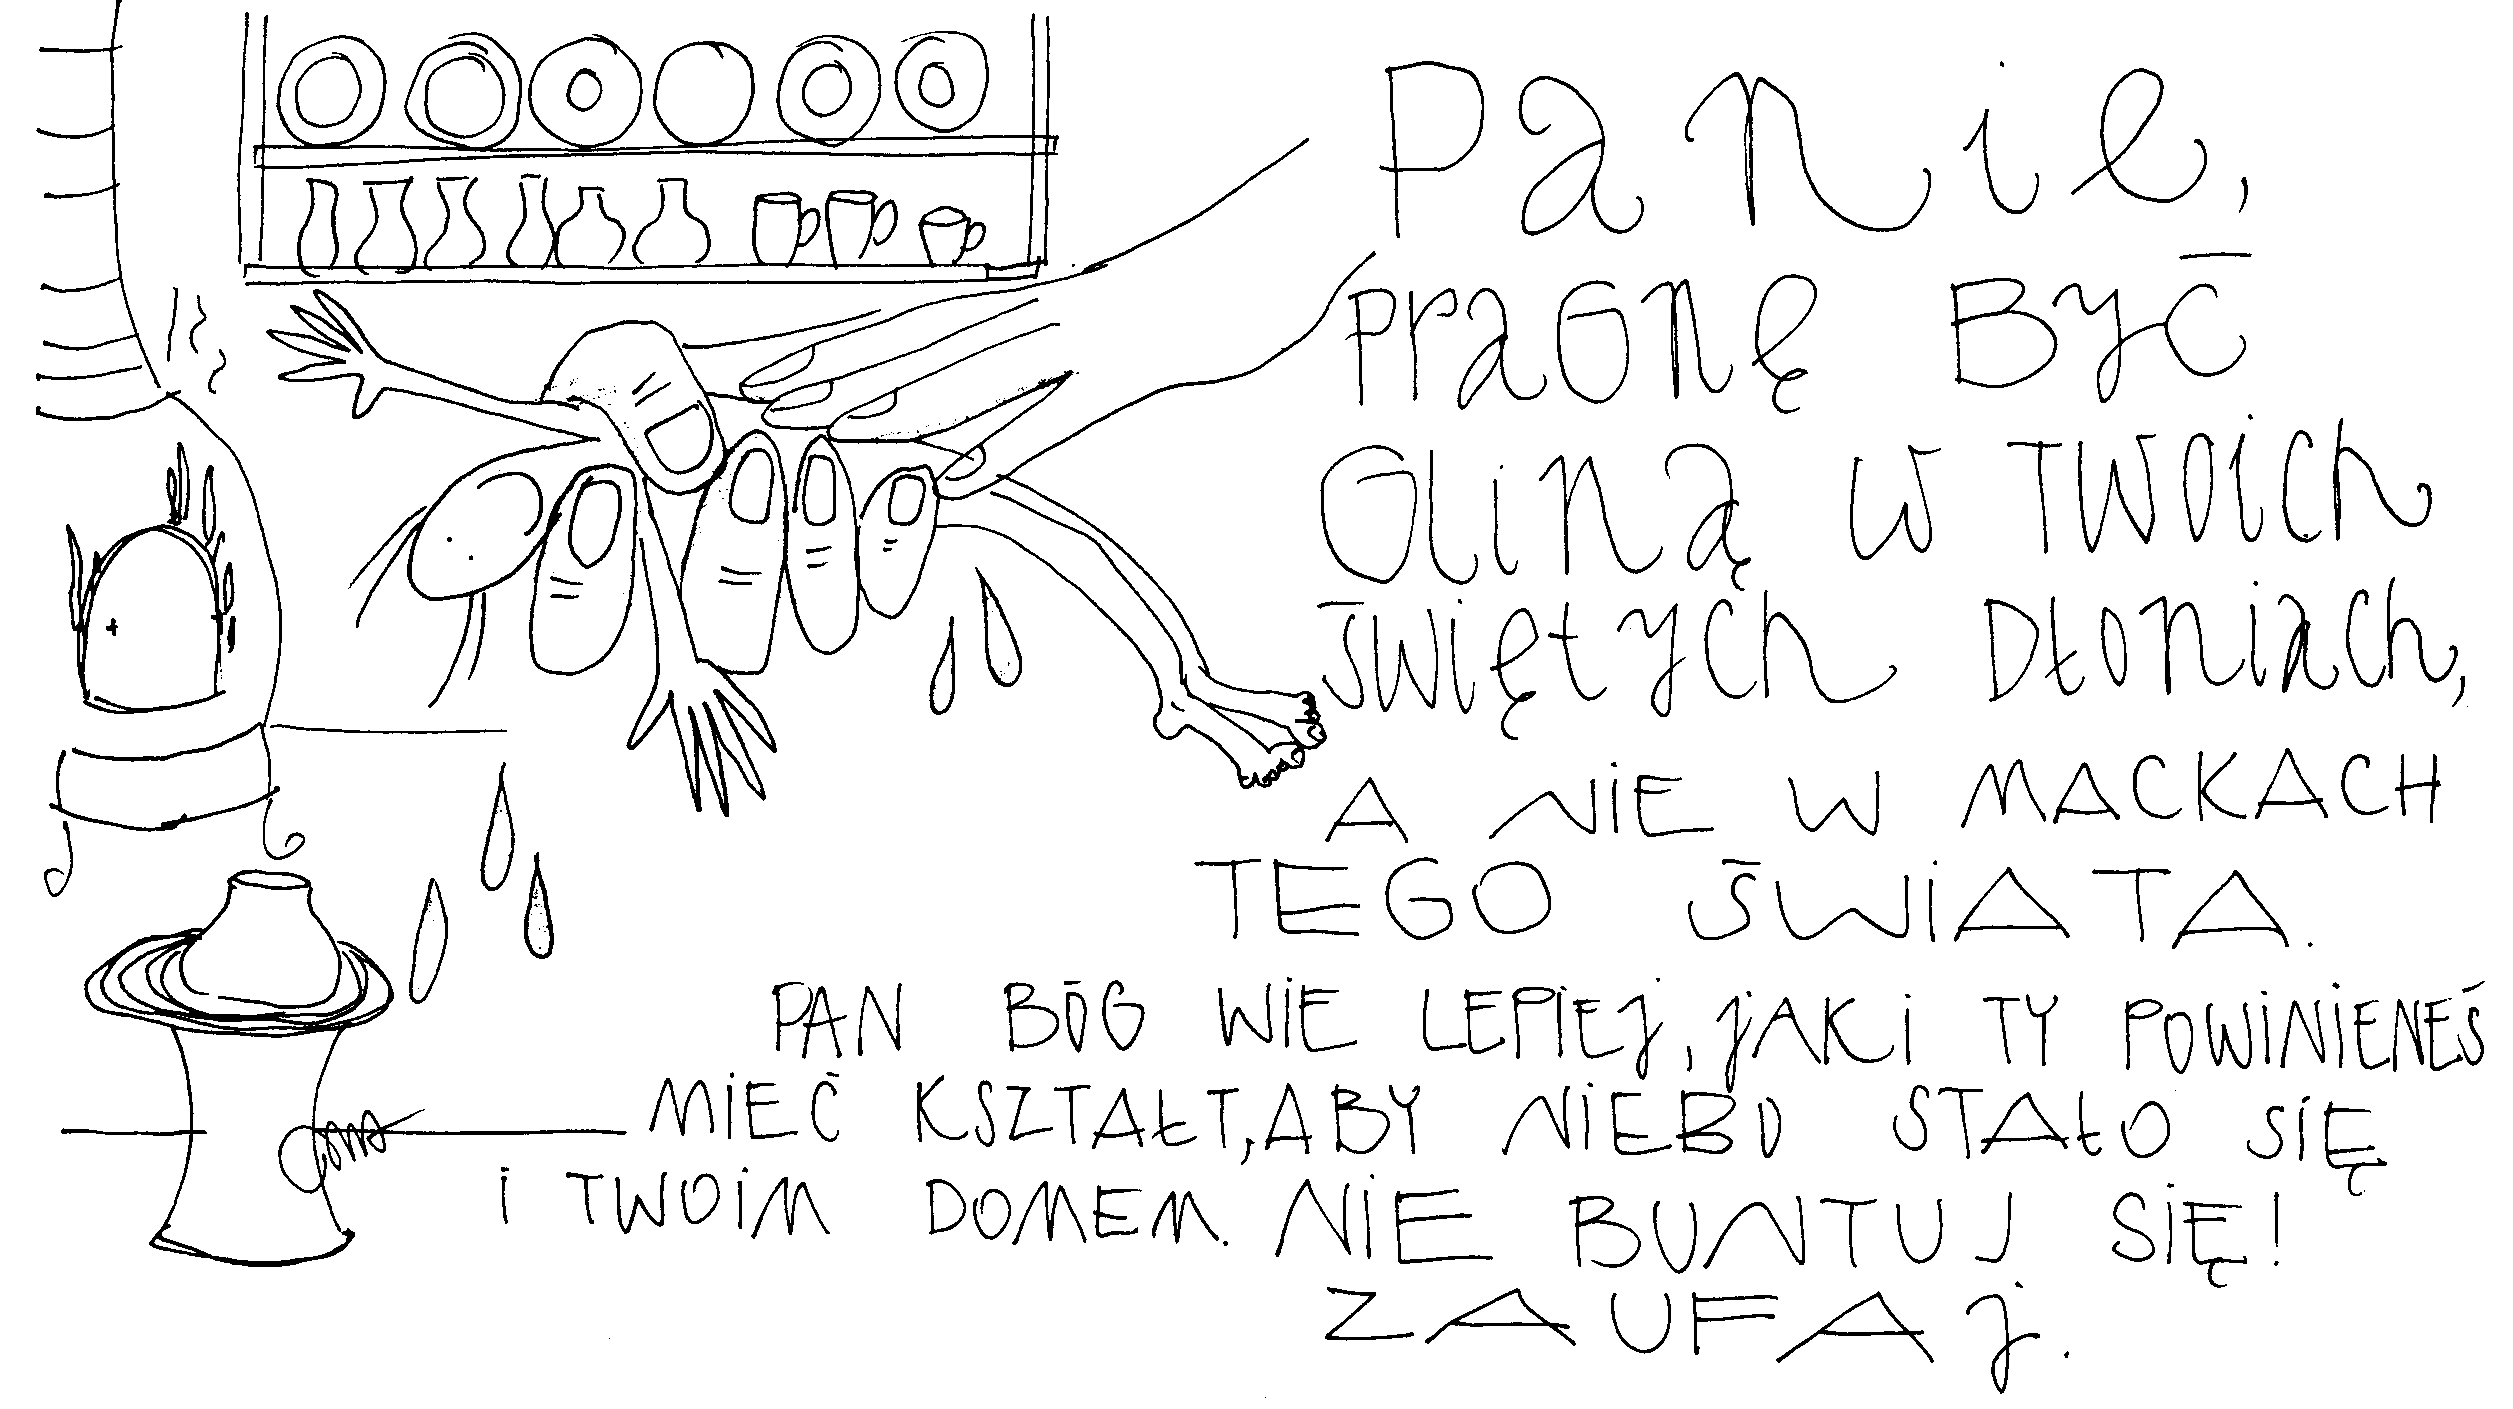 Panie,
pragnę być
gliną w Twoich
świętych dłoniach,
A NIE W MACKACH
TEGO ŚWIATA.
PAN BÓG WIE LEPIEJ, JAKI TY POWINIENEŚ
MIEĆ KSZTAŁT, ABY NIEBO STAŁO SIĘ
I TWOIM DOMEM. NIE BUNTUJ SIĘ!
ZAUFAJ.